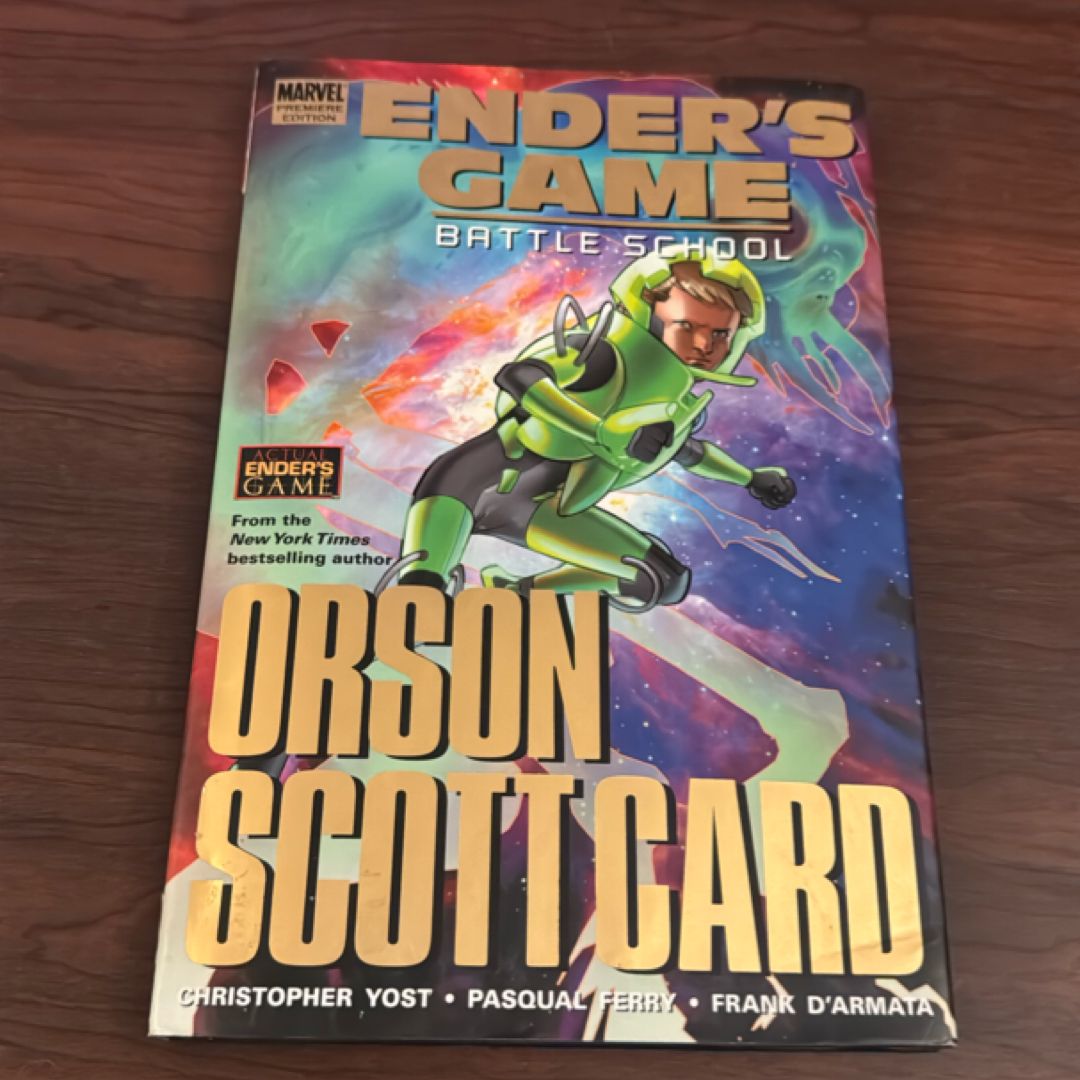 MARVEL
PREMIERE
EDITION
ENDER'S
GAME
BATTLE SCHOOL
ACTUAL
ENDER'S
GAME
From the
New York Times
bestselling author
ORSON
SCOTT CARD
CHRISTOPHER YOST • PASQUAL FERRY • FRANK D'ARMATA